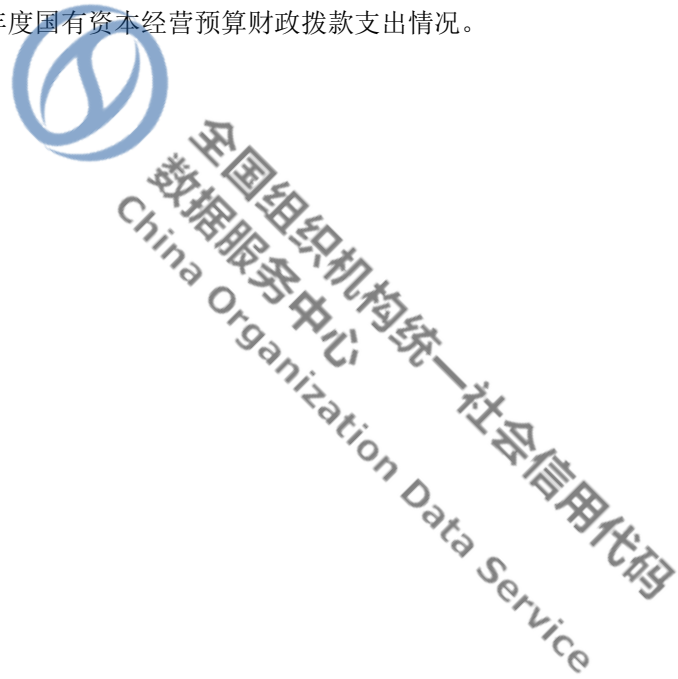 年度国有资本经营预算财政拨款支出情况。
全国组织机构统一社会信用代码
数据服务中心
China Organization Data Service